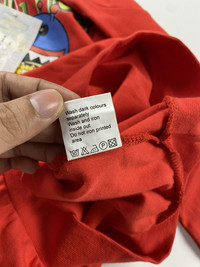 Wash dark colours
separately
Wash and iron
inside out
Do not iron printed
area